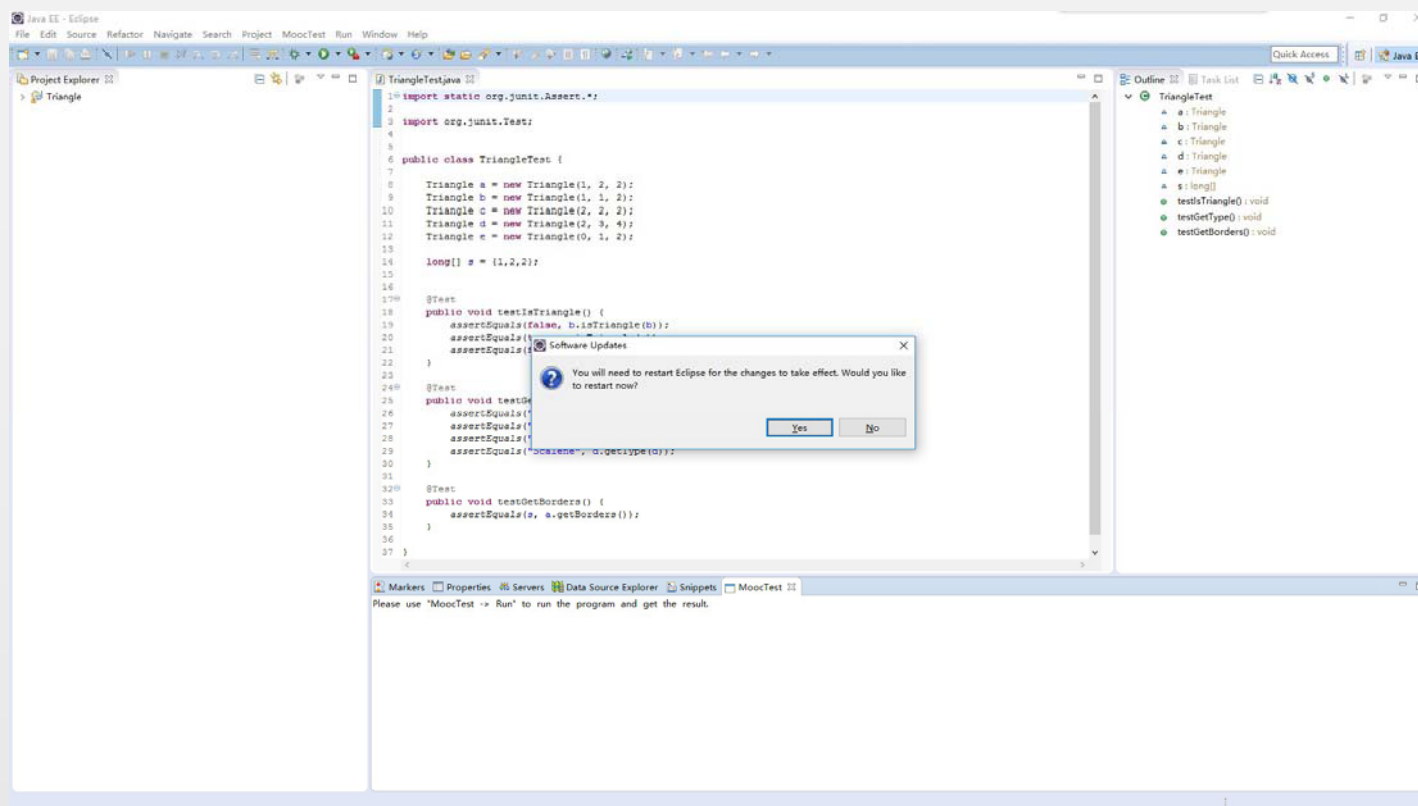 Java EE - Eclipse
File Edit Source Refactor Navigate Search Project MoocTest Run Window Help
Quick Access
Java E
Project Explorer
Triangle
TriangleTest.java
1 import static org.junit.Assert.*;
2
3 import org.junit.Test;
4
5
6 public class TriangleTest {
7
8 Triangle a = new Triangle(1, 2, 2);
9 Triangle b = new Triangle(1, 1, 2);
10 Triangle c = new Triangle(2, 2, 2);
11 Triangle d = new Triangle(2, 3, 4);
12 Triangle e = new Triangle(0, 1, 2);
13
14 long[] s = {1,2,2};
15
16
17 @Test
18 public void testIsTriangle() {
19 assertEquals(false, b.isTriangle(b));
20 assertEquals(
21 assertEquals(
22 }
23
24 @Test
25 public void testGe
26 assertEquals("
27 assertEquals("
28 assertEquals("
29 assertEquals("Scalene", d.getType(d));
30 }
31
32 @Test
33 public void testGetBorders() {
34 assertEquals(s, a.getBorders());
35 }
36
37 }
Software Updates
You will need to restart Eclipse for the changes to take effect. Would you like
to restart now?
Yes No
Outline Task List
TriangleTest
a : Triangle
b : Triangle
c : Triangle
d : Triangle
e : Triangle
s : long[]
testIsTriangle() : void
testGetType() : void
testGetBorders() : void
Markers Properties Servers Data Source Explorer Snippets MoocTest
Please use "MoocTest -> Run" to run the program and get the result.